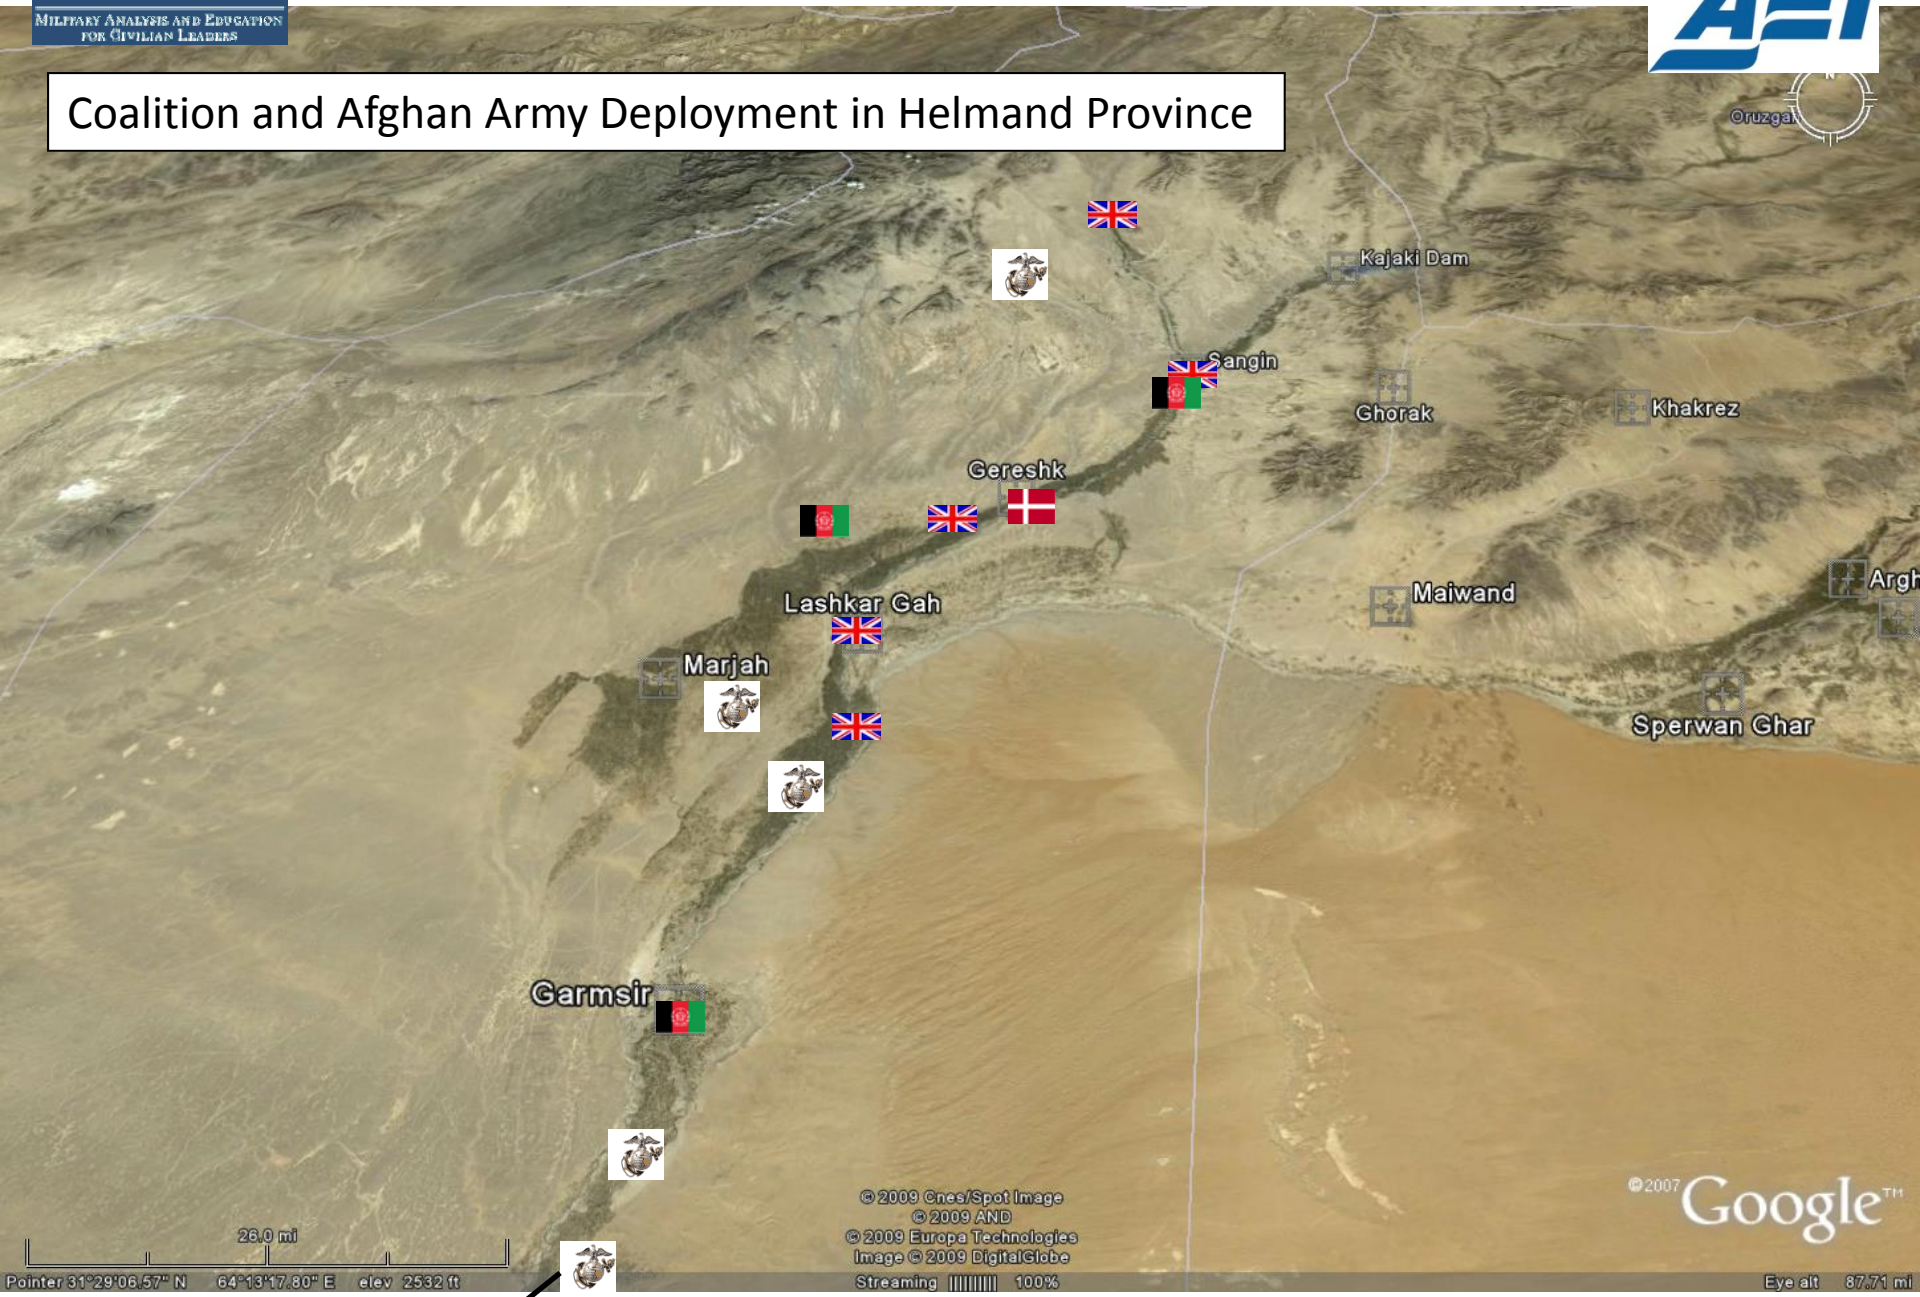 MILITARY ANALYSIS AND EDUCATION
FOR CIVILIAN LEADERS
AEI
Coalition and Afghan Army Deployment in Helmand Province
N
Oruzgan
Kajaki Dam
Sangin
Ghorak
Khakrez
Gereshk
Lashkar Gah
Maiwand
Argh
Marjah
Sperwan Ghar
Garmsir
©2007 Google™
© 2009 Cnes/Spot Image
© 2009 AND
© 2009 Europa Technologies
Image © 2009 DigitalGlobe
26.0 mi
Pointer 31°29'06.57" N 64°13'17.80" E elev 2532 ft
Streaming ||||||||| 100%
Eye alt 87.71 mi